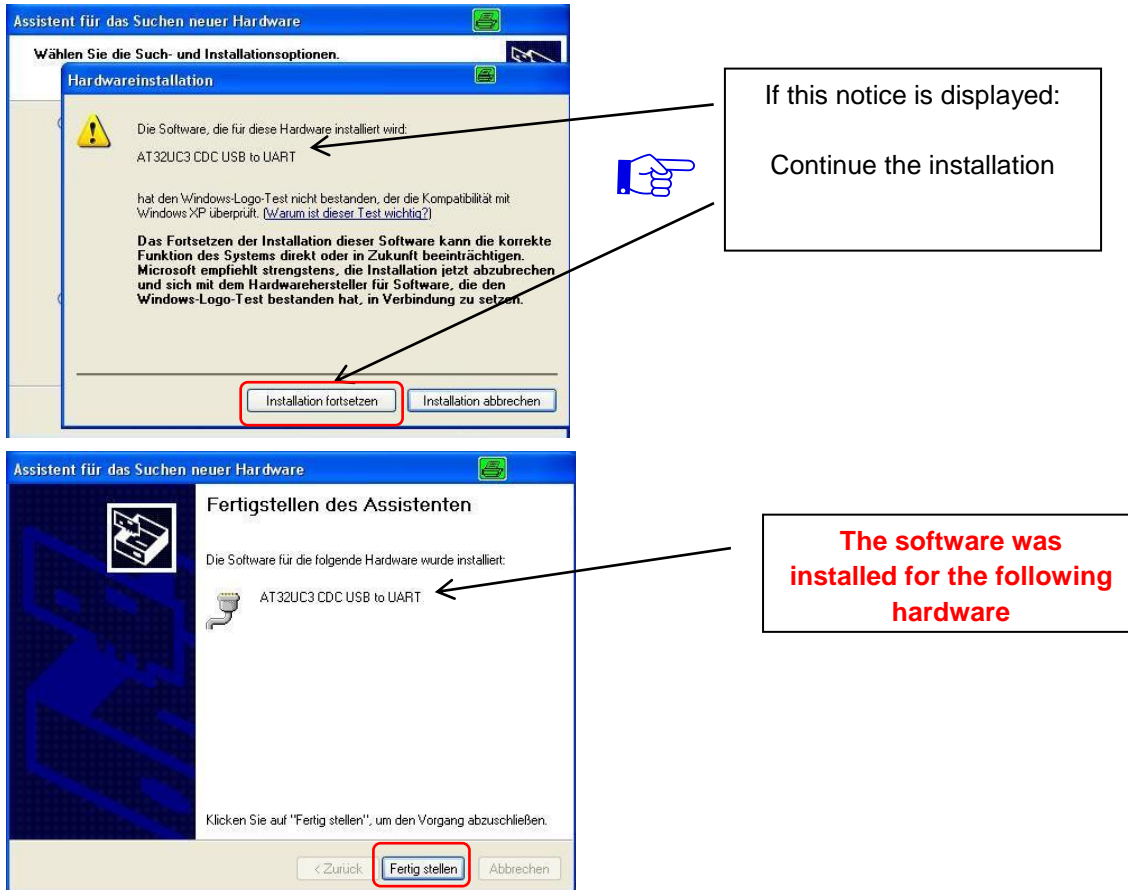 Assistent für das Suchen neuer Hardware
Wählen Sie die Such- und Installationsoptionen.
Hardwareinstallation
Die Software, die für diese Hardware installiert wird:
AT32UC3 CDC USB to UART
hat den Windows-Logo-Test nicht bestanden, der die Kompatibilität mit
Windows XP überprüft. (Warum ist dieser Test wichtig?)
Das Fortsetzen der Installation dieser Software kann die korrekte
Funktion des Systems direkt oder in Zukunft beeinträchtigen.
Microsoft empfiehlt strengstens, die Installation jetzt abzubrechen
und sich mit dem Hardwarehersteller für Software, die den
Windows-Logo-Test bestanden hat, in Verbindung zu setzen.
Installation fortsetzen
Installation abbrechen
If this notice is displayed:
Continue the installation
Assistent für das Suchen neuer Hardware
Fertigstellen des Assistenten
Die Software für die folgende Hardware wurde installiert:
AT32UC3 CDC USB to UART
Klicken Sie auf "Fertig stellen", um den Vorgang abzuschließen.
< Zurück
Fertig stellen
Abbrechen
The software was
installed for the following
hardware